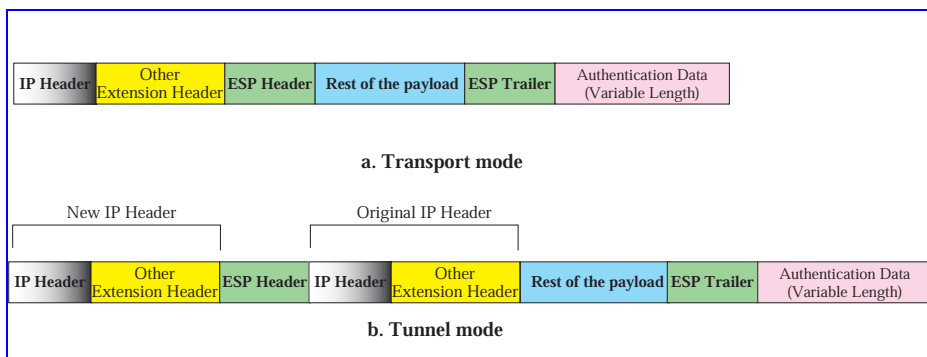 IP Header
Other
Extension Header
ESP Header
Rest of the payload
ESP Trailer
Authentication Data
(Variable Length)
a. Transport mode
New IP Header
Original IP Header
IP Header
Other
Extension Header
ESP Header
IP Header
Other
Extension Header
Rest of the payload
ESP Trailer
Authentication Data
(Variable Length)
b. Tunnel mode